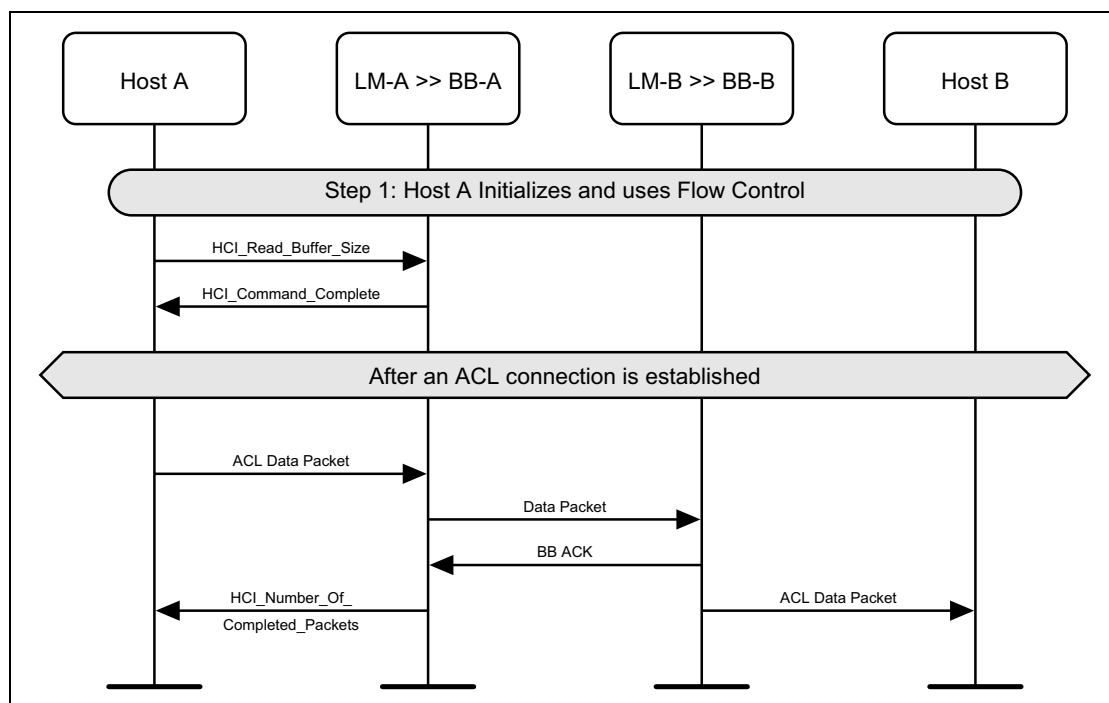 Host A
LM-A >> BB-A
LM-B >> BB-B
Host B
Step 1: Host A Initializes and uses Flow Control
HCI_Read_Buffer_Size
HCI_Command_Complete
After an ACL connection is established
ACL Data Packet
Data Packet
BB ACK
HCI_Number_Of_
Completed_Packets
ACL Data Packet